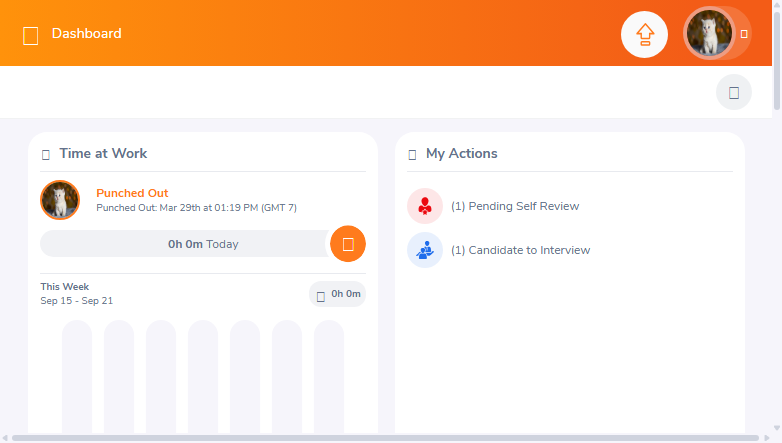 Dashboard
Time at Work
Punched Out
Punched Out: Mar 29th at 01:19 PM (GMT 7)
0h 0m Today
This Week
Sep 15 - Sep 21
0h 0m
My Actions
(1) Pending Self Review
(1) Candidate to Interview